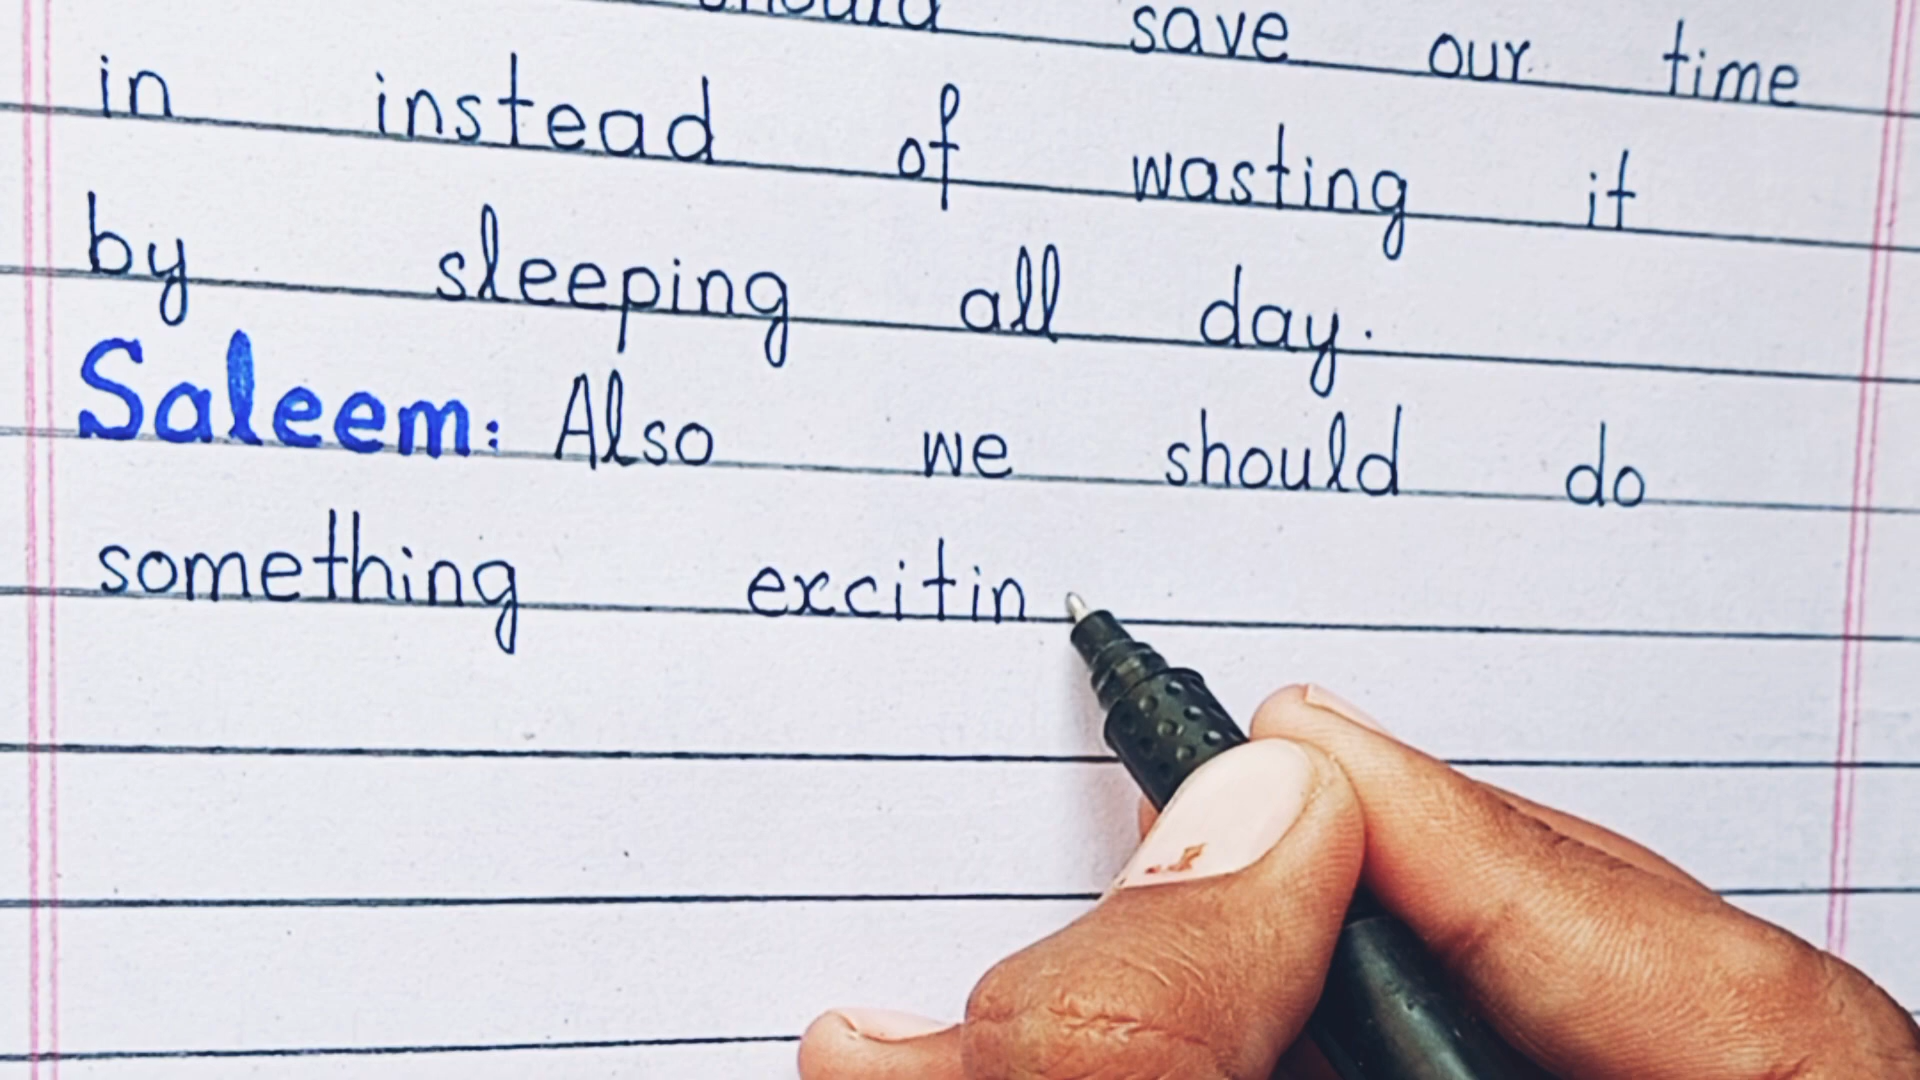 should save our time
in instead of wasting it
by sleeping all day.
Saleem: Also we should do
something excitin